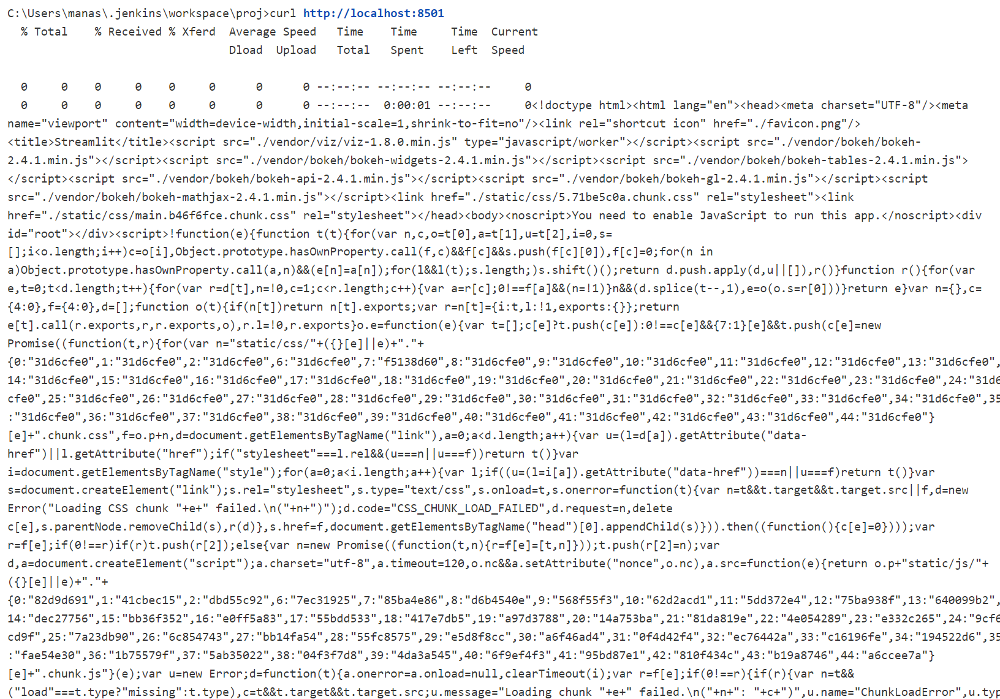 C:\Users\manas\.jenkins\workspace\proj>curl http://localhost:8501
  % Total    % Received % Xferd  Average Speed   Time    Time     Time  Current
                                 Dload  Upload   Total   Spent    Left  Speed

  0     0    0     0    0     0      0      0 --:--:-- --:--:-- --:--:--     0
  0     0    0     0    0     0      0      0 --:--:--  0:00:01 --:--:--     0<!doctype html><html lang="en"><head><meta charset="UTF-8"/><meta
name="viewport" content="width=device-width,initial-scale=1,shrink-to-fit=no"/><link rel="shortcut icon" href="./favicon.png"/>
<title>Streamlit</title><script src="./vendor/viz/viz-1.8.0.min.js" type="javascript/worker"></script><script src="./vendor/bokeh/bokeh-
2.4.1.min.js"></script><script src="./vendor/bokeh/bokeh-widgets-2.4.1.min.js"></script><script src="./vendor/bokeh/bokeh-tables-2.4.1.min.js">
</script><script src="./vendor/bokeh/bokeh-api-2.4.1.min.js"></script><script src="./vendor/bokeh/bokeh-gl-2.4.1.min.js"></script><script
src="./vendor/bokeh/bokeh-mathjax-2.4.1.min.js"></script><link href="./static/css/5.71be5c0a.chunk.css" rel="stylesheet"><link
href="./static/css/main.b46f6fce.chunk.css" rel="stylesheet"></head><body><noscript>You need to enable JavaScript to run this app.</noscript><div
id="root"></div><script>!function(e){function t(t){for(var n,c,o=t[0],a=t[1],u=t[2],i=0,s=
[];i<o.length;i++)c=o[i],Object.prototype.hasOwnProperty.call(f,c)&&f[c]&&s.push(f[c][0]),f[c]=0;for(n in
a)Object.prototype.hasOwnProperty.call(a,n)&&(e[n]=a[n]);for(l&&l(t);s.length;)s.shift()();return d.push.apply(d,u||[]),r()}function r(){for(var
e,t=0;t<d.length;t++){for(var r=d[t],n=!0,c=1;c<r.length;c++){var a=r[c];0!==f[a]&&(n=!1)}n&&(d.splice(t--,1),e=o(o.s=r[0]))}return e}var n={},c=
{4:0},f={4:0},d=[];function o(t){if(n[t])return n[t].exports;var r=n[t]={i:t,l:!1,exports:{}};return
e[t].call(r.exports,r,r.exports,o),r.l=!0,r.exports}o.e=function(e){var t=[];c[e]?t.push(c[e]):0!==c[e]&&{7:1}[e]&&t.push(c[e]=new
Promise((function(t,r){for(var n="static/css/"+({}[e]||e)+"."+
{0:"31d6cfe0",1:"31d6cfe0",2:"31d6cfe0",6:"31d6cfe0",7:"f5138d60",8:"31d6cfe0",9:"31d6cfe0",10:"31d6cfe0",11:"31d6cfe0",12:"31d6cfe0",13:"31d6cfe0",
14:"31d6cfe0",15:"31d6cfe0",16:"31d6cfe0",17:"31d6cfe0",18:"31d6cfe0",19:"31d6cfe0",20:"31d6cfe0",21:"31d6cfe0",22:"31d6cfe0",23:"31d6cfe0",24:"31d6
cfe0",25:"31d6cfe0",26:"31d6cfe0",27:"31d6cfe0",28:"31d6cfe0",29:"31d6cfe0",30:"31d6cfe0",31:"31d6cfe0",32:"31d6cfe0",33:"31d6cfe0",34:"31d6cfe0",35
:"31d6cfe0",36:"31d6cfe0",37:"31d6cfe0",38:"31d6cfe0",39:"31d6cfe0",40:"31d6cfe0",41:"31d6cfe0",42:"31d6cfe0",43:"31d6cfe0",44:"31d6cfe0"}
[e]+".chunk.css",f=o.p+n,d=document.getElementsByTagName("link"),a=0;a<d.length;a++){var u=(l=d[a]).getAttribute("data-
href")||l.getAttribute("href");if("stylesheet"===l.rel&&(u===n||u===f))return t()}var
i=document.getElementsByTagName("style");for(a=0;a<i.length;a++){var l;if((u=(l=i[a]).getAttribute("data-href"))===n||u===f)return t()}var
s=document.createElement("link");s.rel="stylesheet",s.type="text/css",s.onload=t,s.onerror=function(t){var n=t&&t.target&&t.target.src||f,d=new
Error("Loading CSS chunk "+e+" failed.\n("+n+")");d.code="CSS_CHUNK_LOAD_FAILED",d.request=n,delete
c[e],s.parentNode.removeChild(s),r(d)},s.href=f,document.getElementsByTagName("head")[0].appendChild(s)})).then((function(){c[e]=0})));var
r=f[e];if(0!==r)if(r)t.push(r[2]);else{var n=new Promise((function(t,n){r=f[e]=[t,n]}));t.push(r[2]=n);var
d,a=document.createElement("script");a.charset="utf-8",a.timeout=120,o.nc&&a.setAttribute("nonce",o.nc),a.src=function(e){return o.p+"static/js/"+
({}[e]||e)+"."+
{0:"82d9d691",1:"41cbec15",2:"dbd55c92",6:"7ec31925",7:"85ba4e86",8:"d6b4540e",9:"568f55f3",10:"62d2acd1",11:"5dd372e4",12:"75ba938f",13:"640099b2",
14:"dec27756",15:"bb36f352",16:"e0ff5a83",17:"55bdd533",18:"417e7db5",19:"a97d3788",20:"14a753ba",21:"81da819e",22:"4e054289",23:"e332c265",24:"9cf6
cd9f",25:"7a23db90",26:"6c854743",27:"bb14fa54",28:"55fc8575",29:"e5d8f8cc",30:"a6f46ad4",31:"0f4d42f4",32:"ec76442a",33:"c16196fe",34:"194522d6",35
:"fae54e30",36:"1b75579f",37:"5ab35022",38:"04f3f7d8",39:"4da3a545",40:"6f9ef4f3",41:"95bd87e1",42:"810f434c",43:"b19a8746",44:"a6ccee7a"}
[e]+".chunk.js"}(e);var u=new Error;d=function(t){a.onerror=a.onload=null,clearTimeout(i);var r=f[e];if(0!==r){if(r){var n=t&&
("load"===t.type?"missing":t.type),c=t&&t.target&&t.target.src;u.message="Loading chunk "+e+" failed.\n("+n+": "+c+")",u.name="ChunkLoadError",u.typ